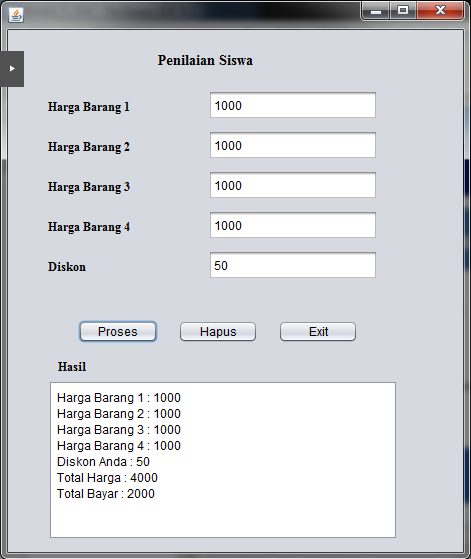 Penilaian Siswa
Harga Barang 1 1000
Harga Barang 2 1000
Harga Barang 3 1000
Harga Barang 4 1000
Diskon 50
Proses Hapus Exit
Hasil
Harga Barang 1 : 1000
Harga Barang 2 : 1000
Harga Barang 3 : 1000
Harga Barang 4 : 1000
Diskon Anda : 50
Total Harga : 4000
Total Bayar : 2000